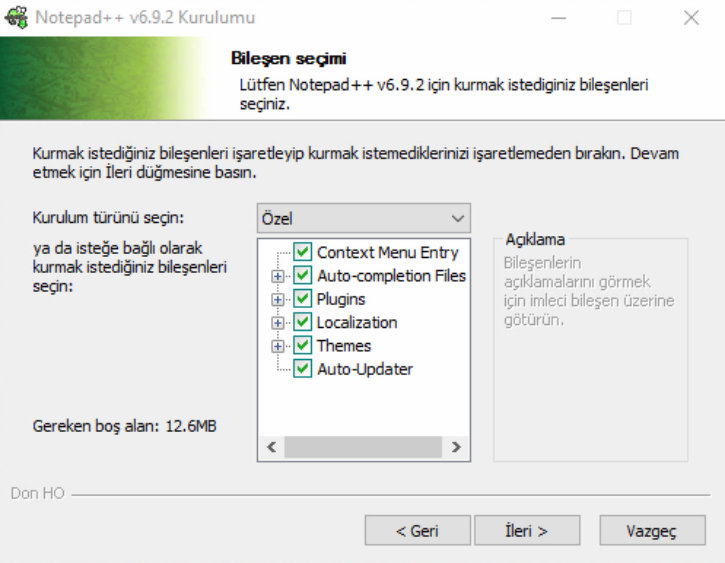 Notepad++ v6.9.2 Kurulumu
Bileşen seçimi
Lütfen Notepad++ v6.9.2 için kurmak istediginiz bileşenleri
seçiniz.
Kurmak istediğiniz bileşenleri işaretleyip kurmak istemediklerinizi işaretlemeden bırakın. Devam
etmek için İleri düğmesine basın.
Kurulum türünü seçin:
Özel
ya da isteğe bağlı olarak
kurmak istediğiniz bileşenleri
seçin:
Context Menu Entry
Auto-completion Files
Plugins
Localization
Themes
Auto-Updater
Açıklama
Bileşenlerin
açıklamalarını görmek
için imleci bileşen üzerine
götürün.
Gereken boş alan: 12.6MB
Don HO
< Geri
İleri >
Vazgeç